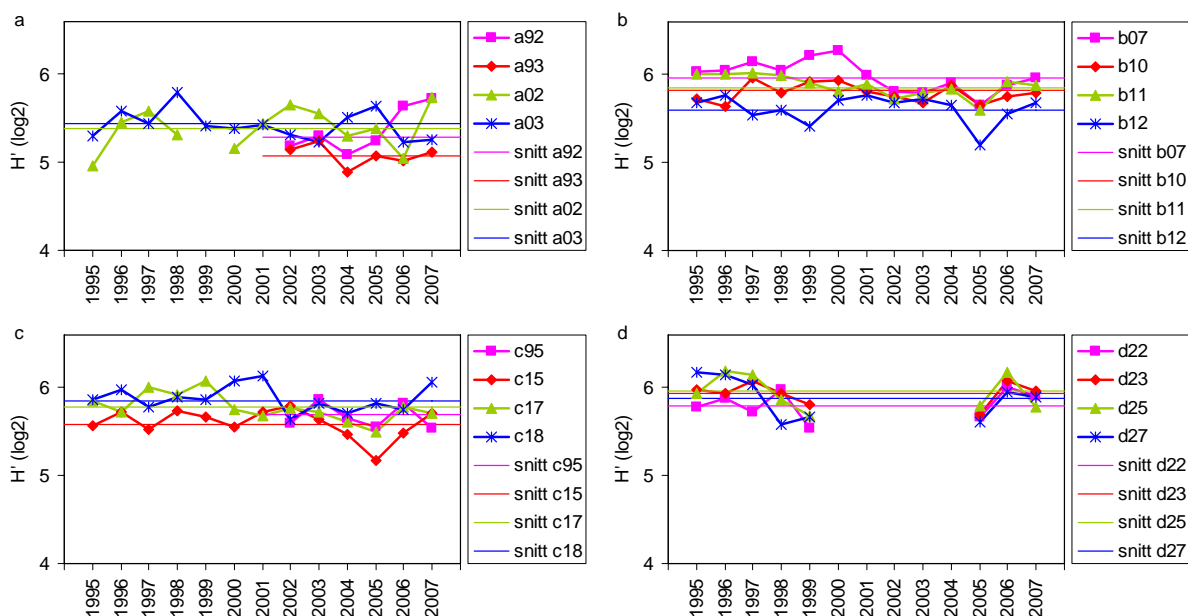 a
H' (log2)
6
5
4
1995
1996
1997
1998
1999
2000
2001
2002
2003
2004
2005
2006
2007
a92
a93
a02
a03
snitt a92
snitt a93
snitt a02
snitt a03
b
H' (log2)
6
5
4
1995
1996
1997
1998
1999
2000
2001
2002
2003
2004
2005
2006
2007
b07
b10
b11
b12
snitt b07
snitt b10
snitt b11
snitt b12
c
H' (log2)
6
5
4
1995
1996
1997
1998
1999
2000
2001
2002
2003
2004
2005
2006
2007
c95
c15
c17
c18
snitt c95
snitt c15
snitt c17
snitt c18
d
H' (log2)
6
5
4
1995
1996
1997
1998
1999
2000
2001
2002
2003
2004
2005
2006
2007
d22
d23
d25
d27
snitt d22
snitt d23
snitt d25
snitt d27